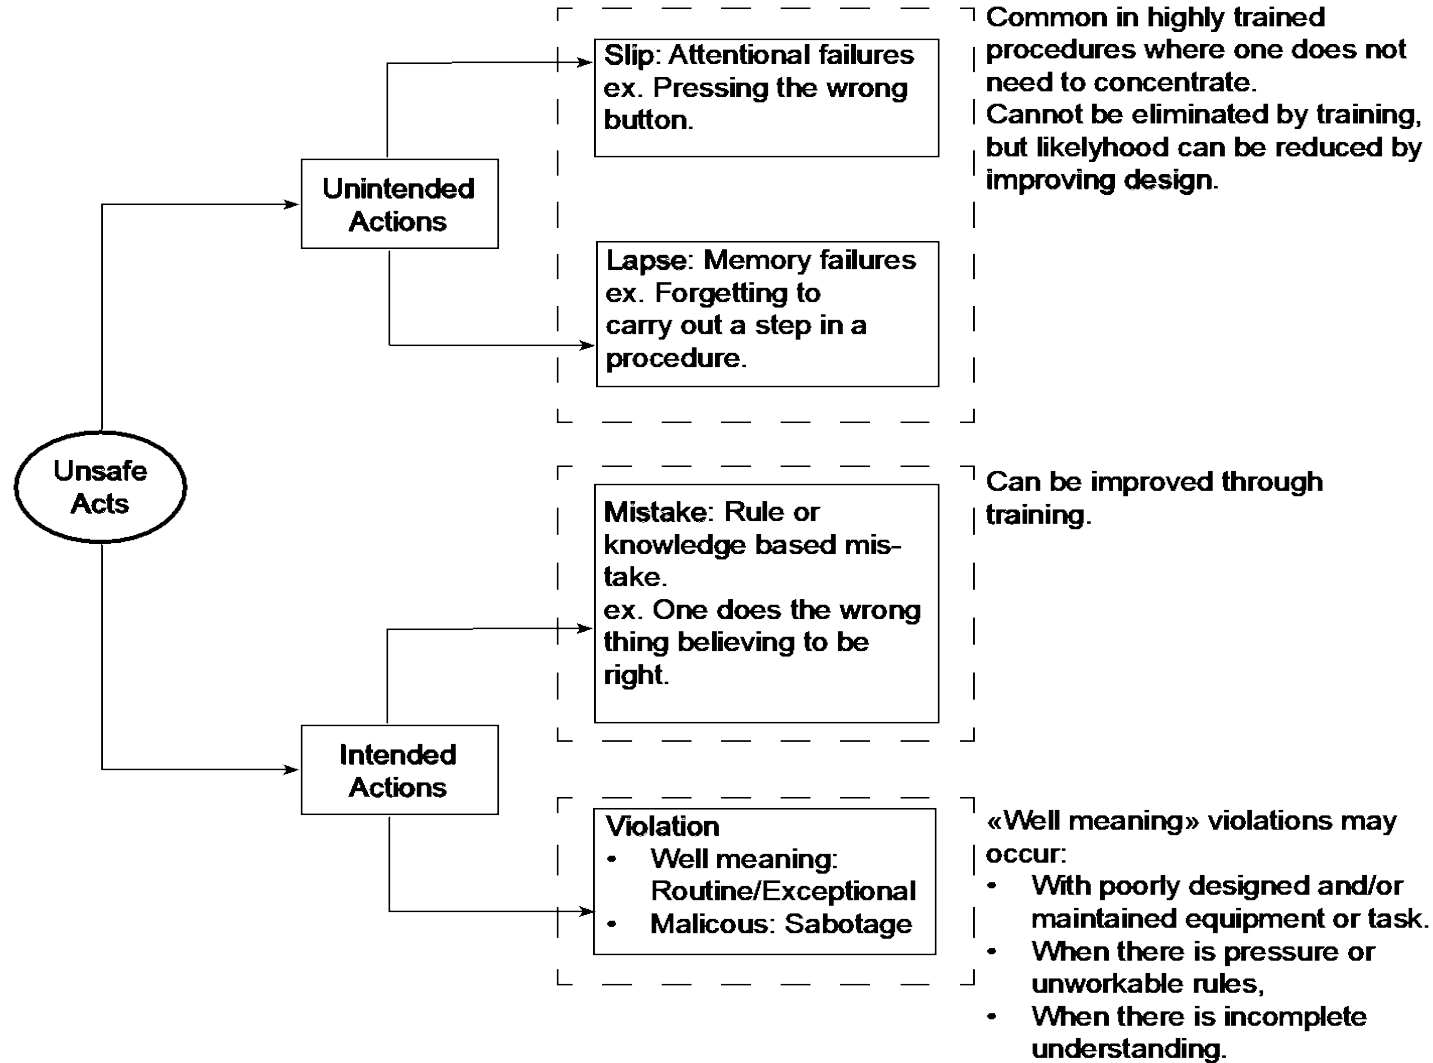 Unsafe
Acts
Unintended
Actions
Slip: Attentional failures
ex. Pressing the wrong
button.
Lapse: Memory failures
ex. Forgetting to
carry out a step in a
procedure.
Common in highly trained
procedures where one does not
need to concentrate.
Cannot be eliminated by training,
but likelyhood can be reduced by
improving design.
Intended
Actions
Mistake: Rule or
knowledge based mis-
take.
ex. One does the wrong
thing believing to be
right.
Can be improved through
training.
Violation
• Well meaning:
Routine/Exceptional
• Malicous: Sabotage
«Well meaning» violations may
occur:
• With poorly designed and/or
maintained equipment or task.
• When there is pressure or
unworkable rules,
• When there is incomplete
understanding.